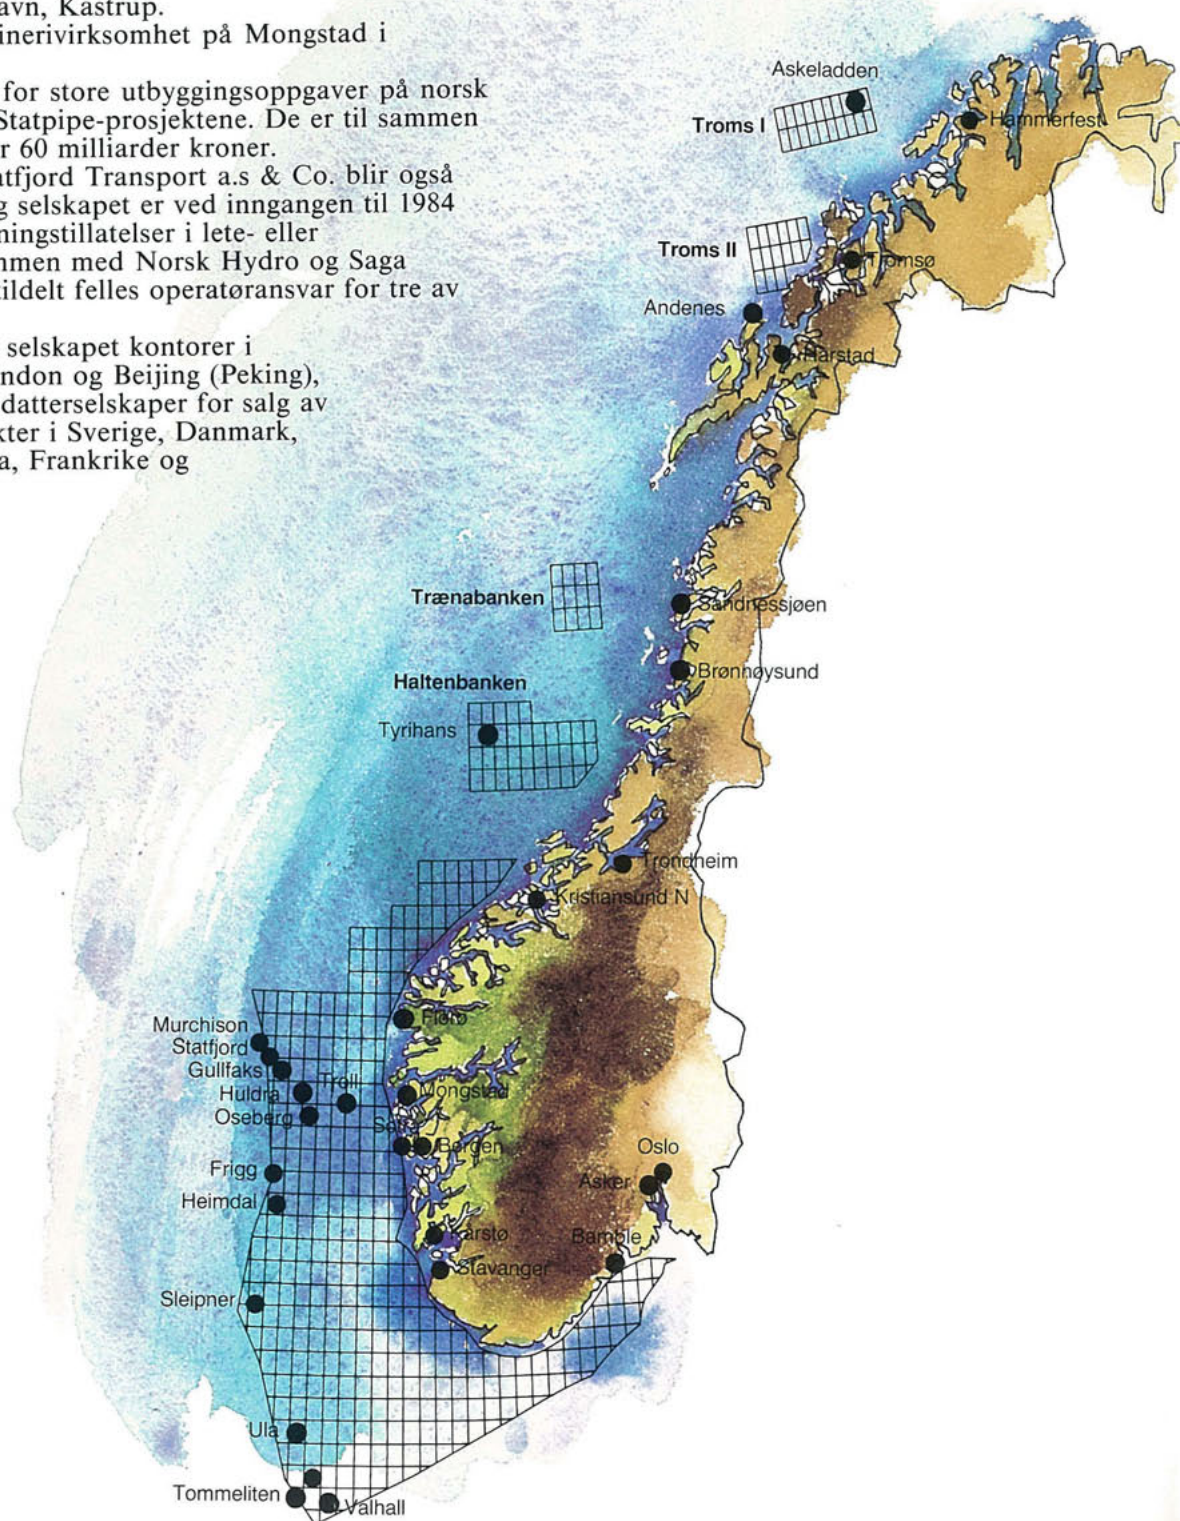 avn, Kastrup.
inerivirksomhet på Mongstad i
for store utbyggingsoppgaver på norsk
Statpipe-prosjektene. De er til sammen
r 60 milliarder kroner.
atfjord Transport a.s & Co. blir også
g selskapet er ved inngangen til 1984
ningstillatelser i lete- eller
mmen med Norsk Hydro og Saga
tildelt felles operatøransvar for tre av
selskapet kontorer i
ndon og Beijing (Peking),
datterselskaper for salg av
kter i Sverige, Danmark,
a, Frankrike og
Askeladden
Troms I
Hammerfest
Troms II
Tromsø
Andenes
Harstad
Trænabanken
Sandnessjøen
Brønnøysund
Haltenbanken
Tyrihans
Trondheim
Kristiansund N
Florø
Murchison
Statfjord
Gullfaks
Troll
Huldra
Mongstad
Oseberg
Sotra
Bergen
Oslo
Frigg
Asker
Heimdal
Kårstø
Bamble
Stavanger
Sleipner
Ula
Tommeliten
Valhall